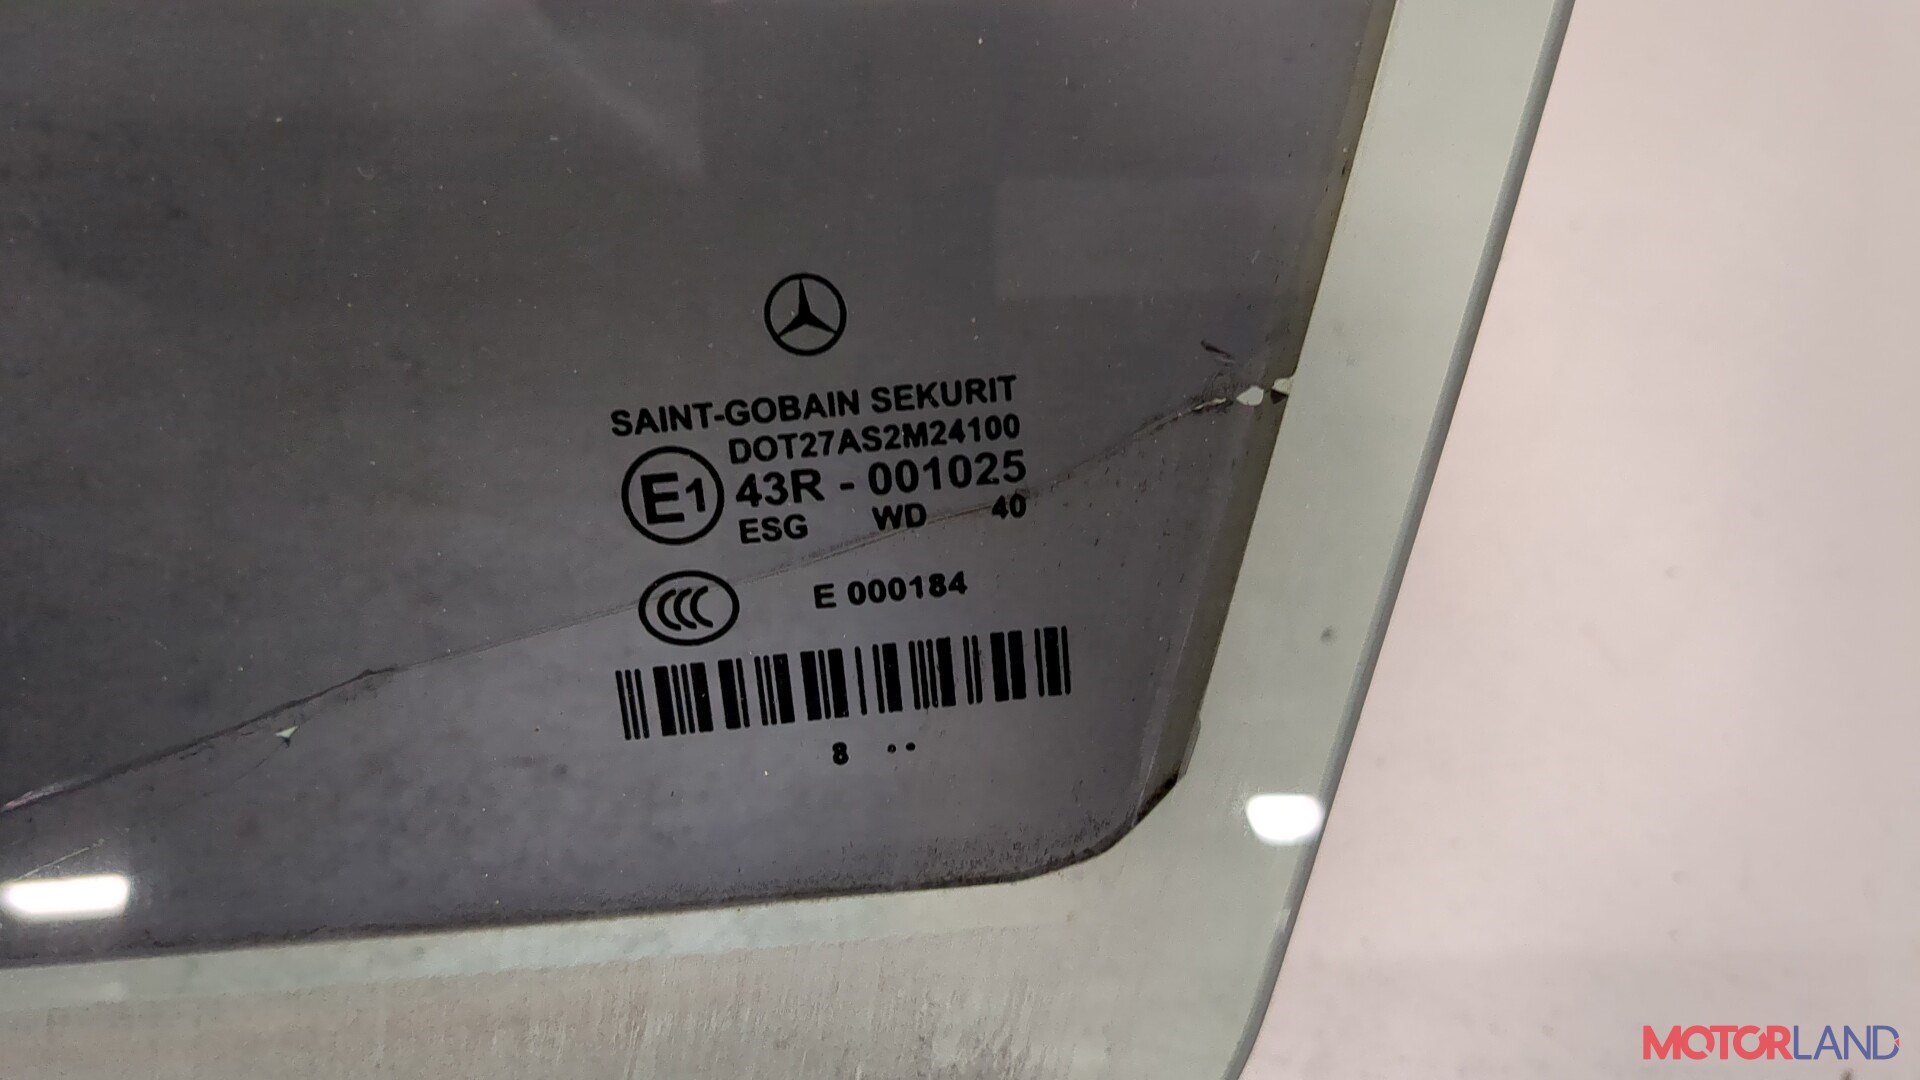 SAINT-GOBAIN SEKURIT
DOT27AS2M24100
E1 43R - 001025
ESG WD 40
CCC E 000184
8 ..
MOTORLAND